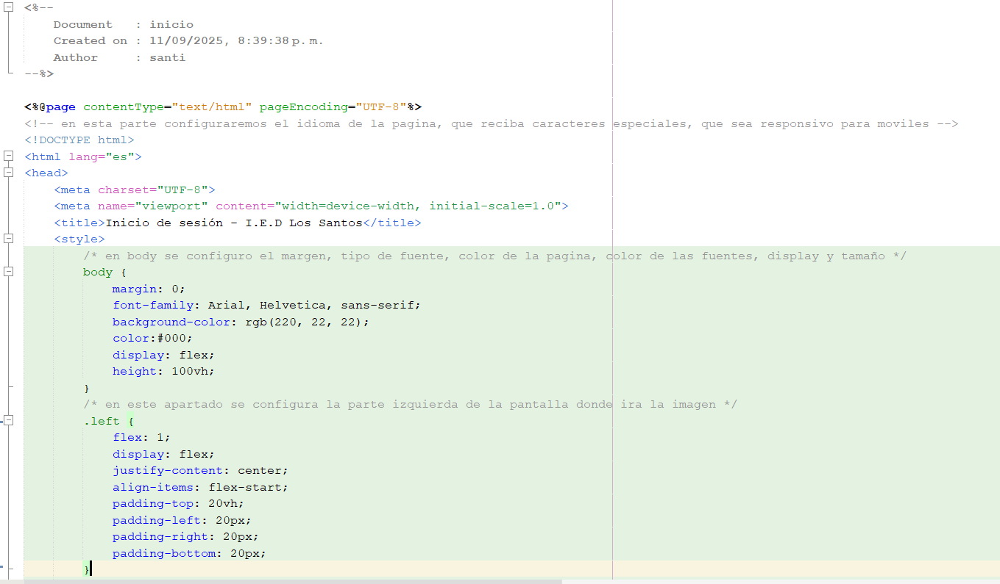 <%--
    Document   : inicio
    Created on : 11/09/2025, 8:39:38 p. m.
    Author     : santi
--%>

<%@page contentType="text/html" pageEncoding="UTF-8"%>
<!-- en esta parte configuraremos el idioma de la pagina, que reciba caracteres especiales, que sea responsivo para moviles -->
<!DOCTYPE html>
<html lang="es">
<head>
    <meta charset="UTF-8">
    <meta name="viewport" content="width=device-width, initial-scale=1.0">
    <title>Inicio de sesión - I.E.D Los Santos</title>
    <style>
        /* en body se configuro el margen, tipo de fuente, color de la pagina, color de las fuentes, display y tamaño */
        body {
            margin: 0;
            font-family: Arial, Helvetica, sans-serif;
            background-color: rgb(220, 22, 22);
            color:#000;
            display: flex;
            height: 100vh;
        }
        /* en este apartado se configura la parte izquierda de la pantalla donde ira la imagen */
        .left {
            flex: 1;
            display: flex;
            justify-content: center;
            align-items: flex-start;
            padding-top: 20vh;
            padding-left: 20px;
            padding-right: 20px;
            padding-bottom: 20px;
        }